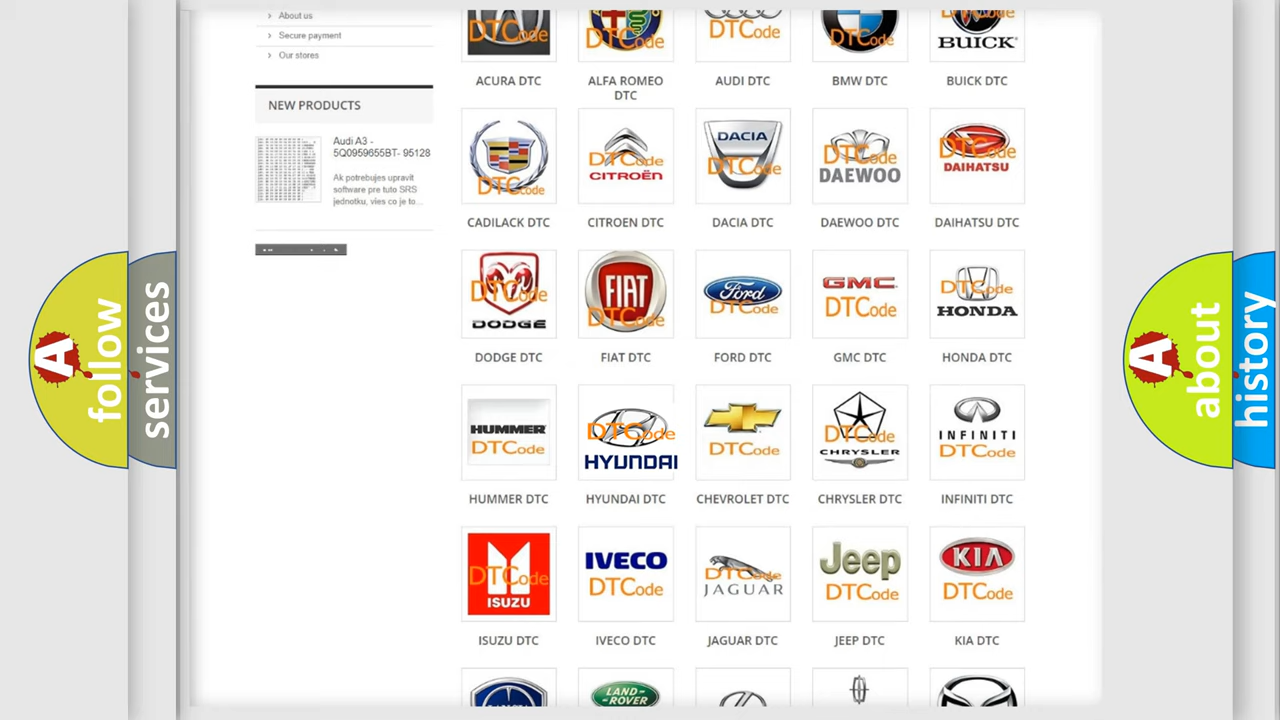 About us
Secure payment
Our stores
NEW PRODUCTS
Audi A3 -
5Q0959655BT- 95128
Ak potrebujes upravit
software pre tuto SRS
jednotku, vies co je to...
DTCode
DTCode
DTCode
DTCode
BUICK
ACURA DTC
ALFA ROMEO
DTC
AUDI DTC
BMW DTC
BUICK DTC
DTCode
DTCode
CITROËN
DACIA
DTCode
DTCode
DAEWOO
DTCode
DAIHATSU
CADILACK DTC
CITROEN DTC
DACIA DTC
DAEWOO DTC
DAIHATSU DTC
DTCode
DODGE
FIAT
DTCode
Ford
DTCode
GMC
DTCode
DTCode
HONDA
DODGE DTC
FIAT DTC
FORD DTC
GMC DTC
HONDA DTC
HUMMER
DTCode
DTCode
HYUNDAI
DTCode
DTCode
CHRYSLER
INFINITI
DTCode
HUMMER DTC
HYUNDAI DTC
CHEVROLET DTC
CHRYSLER DTC
INFINITI DTC
DTCode
ISUZU
IVECO
DTCode
DTCode
JAGUAR
Jeep
DTCode
KIA
DTCode
ISUZU DTC
IVECO DTC
JAGUAR DTC
JEEP DTC
KIA DTC
LAND-
ROVER
A
follow
services
A
about
history